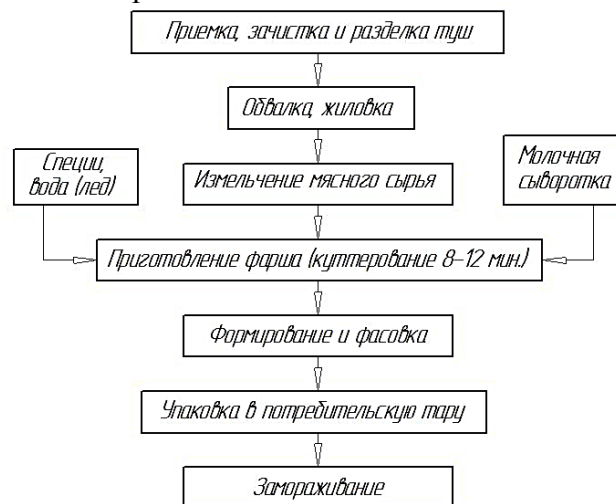 Приемка, зачистка и разделка туш
Обвалка, жиловка
Специи,
вода (лед)
Измельчение мясного сырья
Молочная
сыворотка
Приготовление фарша (куттерование 8-12 мин.)
Формирование и фасовка
Упаковка в потребительскую тару
Замораживание